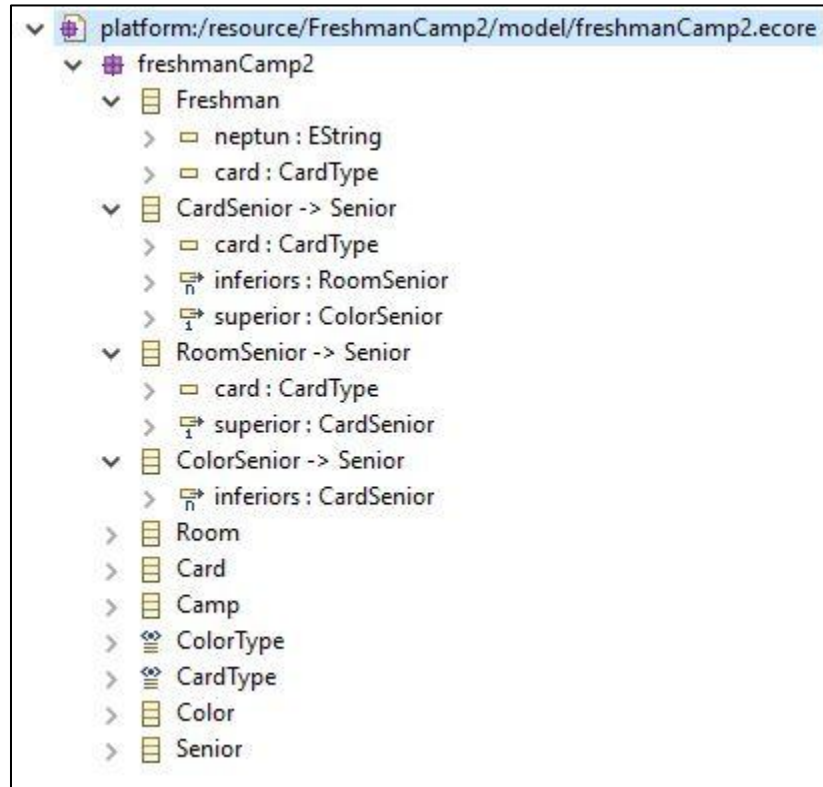 platform:/resource/FreshmanCamp2/model/freshmanCamp2.ecore
freshmanCamp2
Freshman
neptun : EString
card : CardType
CardSenior -> Senior
card : CardType
inferiors : RoomSenior
superior : ColorSenior
RoomSenior -> Senior
card : CardType
superior : CardSenior
ColorSenior -> Senior
inferiors : CardSenior
Room
Card
Camp
ColorType
CardType
Color
Senior